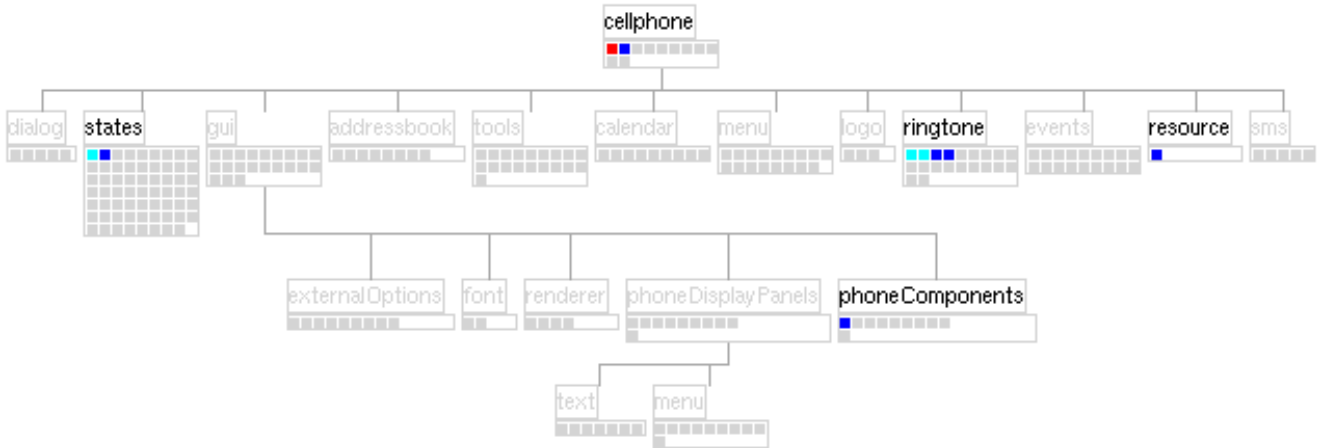 cellphone
dialog states gui addressbook tools calendar menu logo ringtone events resource sms
externalOptions font renderer phoneDisplayPanels phoneComponents
text menu